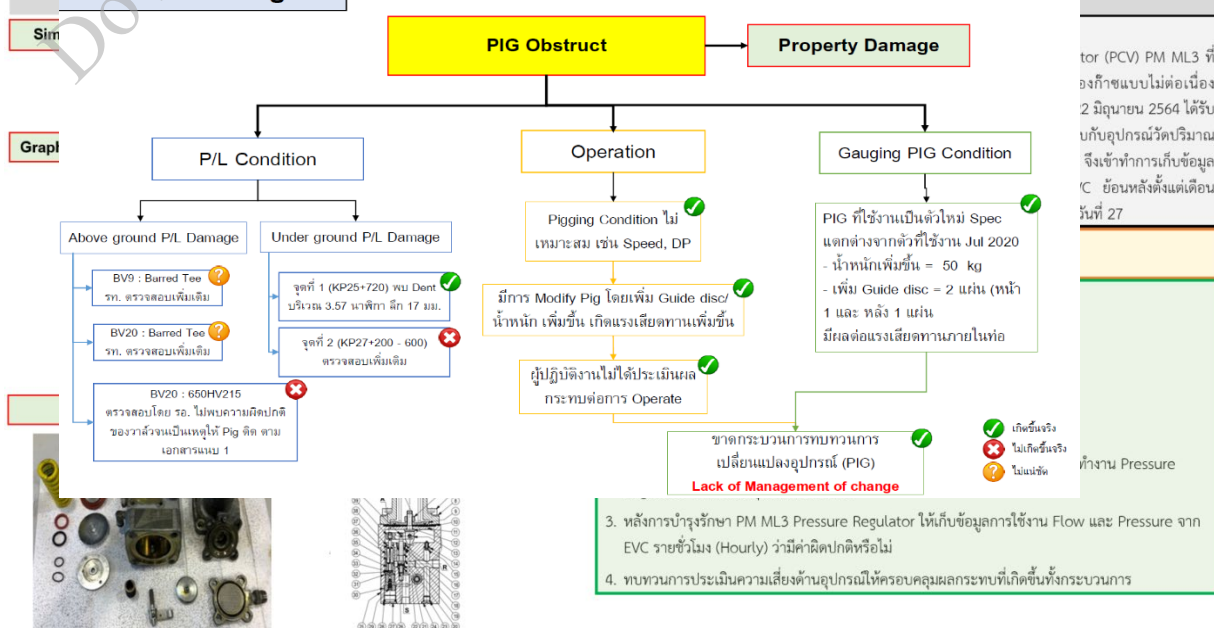 Do
Sim
Graph
PIG Obstruct
Property Damage
P/L Condition
Operation
Gauging PIG Condition
Above ground P/L Damage
Under ground P/L Damage
BV9 : Barred Tee
รท. ตรวจสอบเพิ่มเติม
BV20 : Barred Tee
รท. ตรวจสอบเพิ่มเติม
BV20 : 650HV215
ตรวจสอบโดย รอ. ไม่พบความผิดปกติ
ของวาล์วจนเป็นเหตุให้ Pig ติด ตาม
เอกสารแนบ 1
จุดที่ 1 (KP25+720) พบ Dent
บริเวณ 3.57 นาฬิกา ลึก 17 มม.
จุดที่ 2 (KP27+200 - 600)
ตรวจสอบเพิ่มเติม
Pigging Condition ไม่
เหมาะสม เช่น Speed, DP
มีการ Modify Pig โดยเพิ่ม Guide disc/
น้ำหนัก เพิ่มขึ้น เกิดแรงเสียดทานเพิ่มขึ้น
ผู้ปฏิบัติงานไม่ได้ประเมินผล
กระทบต่อการ Operate
PIG ที่ใช้งานเป็นตัวใหม่ Spec
แตกต่างจากตัวที่ใช้งาน Jul 2020
- น้ำหนักเพิ่มขึ้น = 50 kg
- เพิ่ม Guide disc = 2 แผ่น (หน้า
1 และ หลัง 1 แผ่น
มีผลต่อแรงเสียดทานภายในท่อ
ขาดกระบวนการทบทวนการ
เปลี่ยนแปลงอุปกรณ์ (PIG)
Lack of Management of change
เกิดขึ้นจริง
ไม่เกิดขึ้นจริง
ไม่แน่ชัด
tor (PCV) PM ML3 ที่
องก๊าซแบบไม่ต่อเนื่อง
22 มิถุนายน 2564 ได้รับ
บกับอุปกรณ์วัดปริมาณ
จึงเข้าทำการเก็บข้อมูล
VC ย้อนหลังตั้งแต่เดือน
วันที่ 27
ทำงาน Pressure
3. หลังการบำรุงรักษา PM ML3 Pressure Regulator ให้เก็บข้อมูลการใช้งาน Flow และ Pressure จาก
EVC รายชั่วโมง (Hourly) ว่ามีค่าผิดปกติหรือไม่
4. ทบทวนการประเมินความเสี่ยงด้านอุปกรณ์ให้ครอบคลุมผลกระทบที่เกิดขึ้นทั้งกระบวนการ